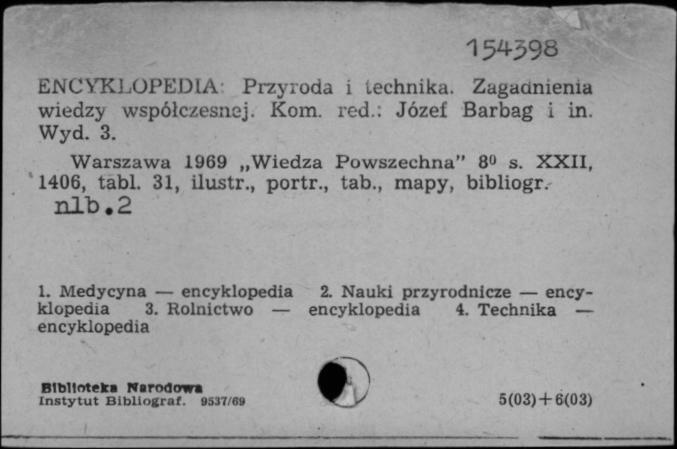 154398
ENCYKLOPEDIA: Przyroda i technika. Zagadnienia
wiedzy współczesnej. Kom. red.: Józef Barbag i in.
Wyd. 3.
Warszawa 1969 „Wiedza Powszechna” 8⁰ s. XXII,
1406, tabl. 31, ilustr., portr., tab., mapy, bibliogr.
nlb.2
1. Medycyna — encyklopedia 2. Nauki przyrodnicze — ency-
klopedia 3. Rolnictwo — encyklopedia 4. Technika —
encyklopedia
Biblioteka Narodowa
Instytut Bibliograf. 9537/69
5(03)+6(03)